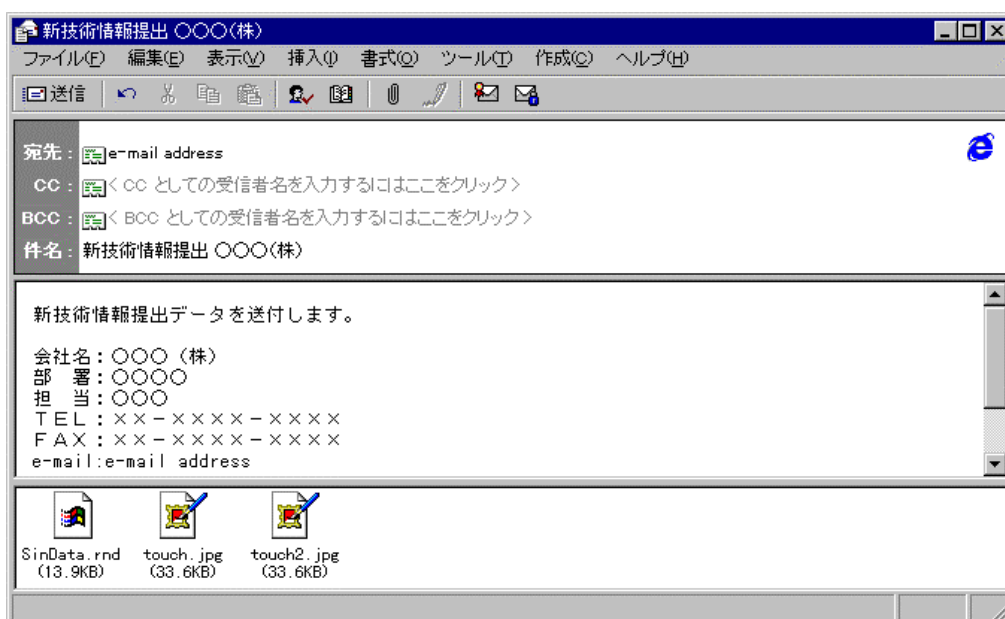 新技術情報提出 〇〇〇(株)
ファイル(F) 編集(E) 表示(V) 挿入(I) 書式(O) ツール(T) 作成(C) ヘルプ(H)
送信
宛先: e-mail address
CC: < CC としての受信者名を入力するにはここをクリック>
BCC: < BCC としての受信者名を入力するにはここをクリック>
件名: 新技術情報提出 〇〇〇(株)
新技術情報提出データを送付します。
会社名:〇〇〇(株)
部 署:〇〇〇〇
担 当:〇〇〇
TEL:××-××××-××××
FAX:××-××××-××××
e-mail:e-mail address
SinData.rnd touch.jpg touch2.jpg
(13.9KB) (33.6KB) (33.6KB)